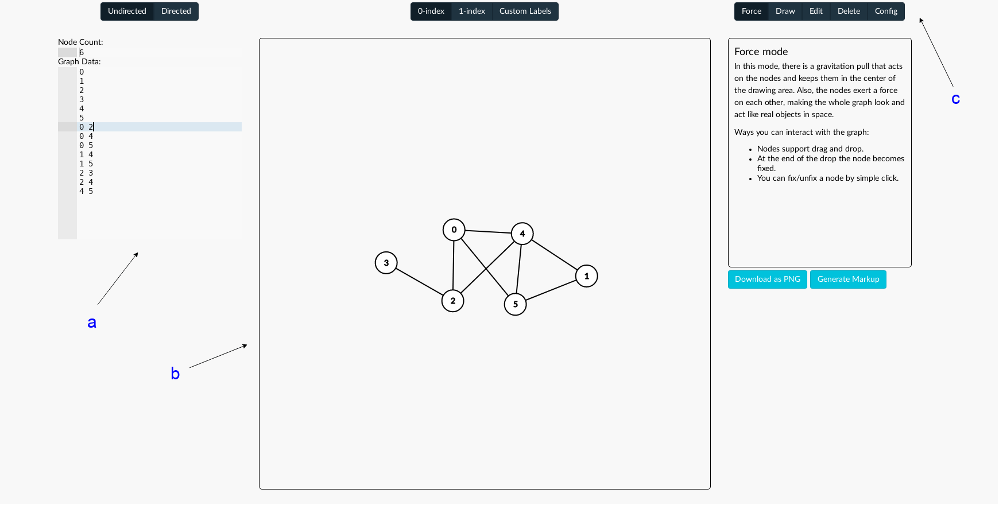 Undirected Directed
0-index 1-index Custom Labels
Force Draw Edit Delete Config
Node Count:
6
Graph Data:
0
1
2
3
4
5
0 2
0 4
0 5
1 4
1 5
2 3
2 4
4 5
a
b
0
4
3
1
2
5
Force mode
In this mode, there is a gravitation pull that acts
on the nodes and keeps them in the center of
the drawing area. Also, the nodes exert a force
on each other, making the whole graph look and
act like real objects in space.
Ways you can interact with the graph:
• Nodes support drag and drop.
• At the end of the drop the node becomes
fixed.
• You can fix/unfix a node by simple click.
Download as PNG Generate Markup
c